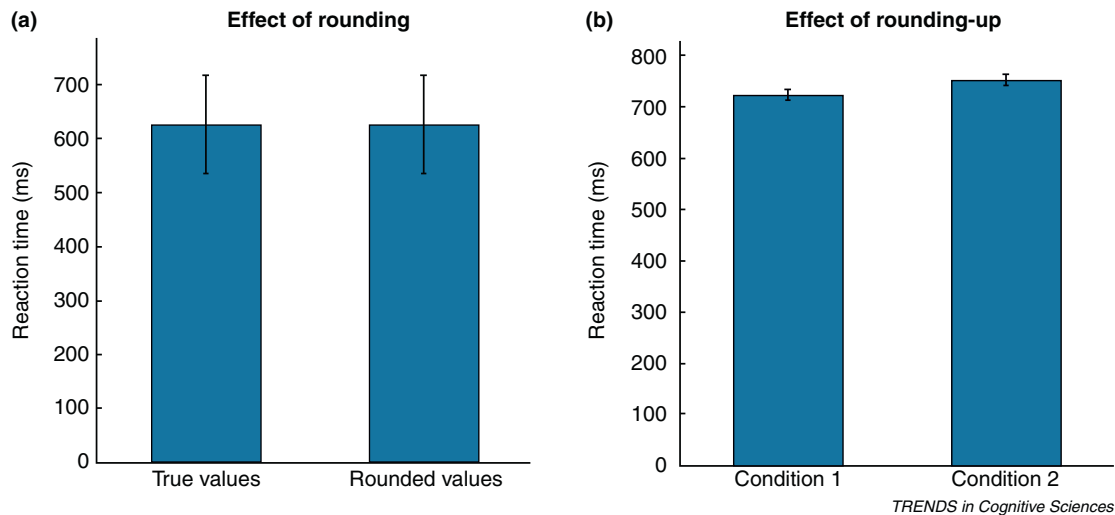 (a)
Effect of rounding
Reaction time (ms)
700
600
500
400
300
200
100
0
True values
Rounded values
(b)
Effect of rounding-up
Reaction time (ms)
800
700
600
500
400
300
200
100
0
Condition 1
Condition 2
TRENDS in Cognitive Sciences